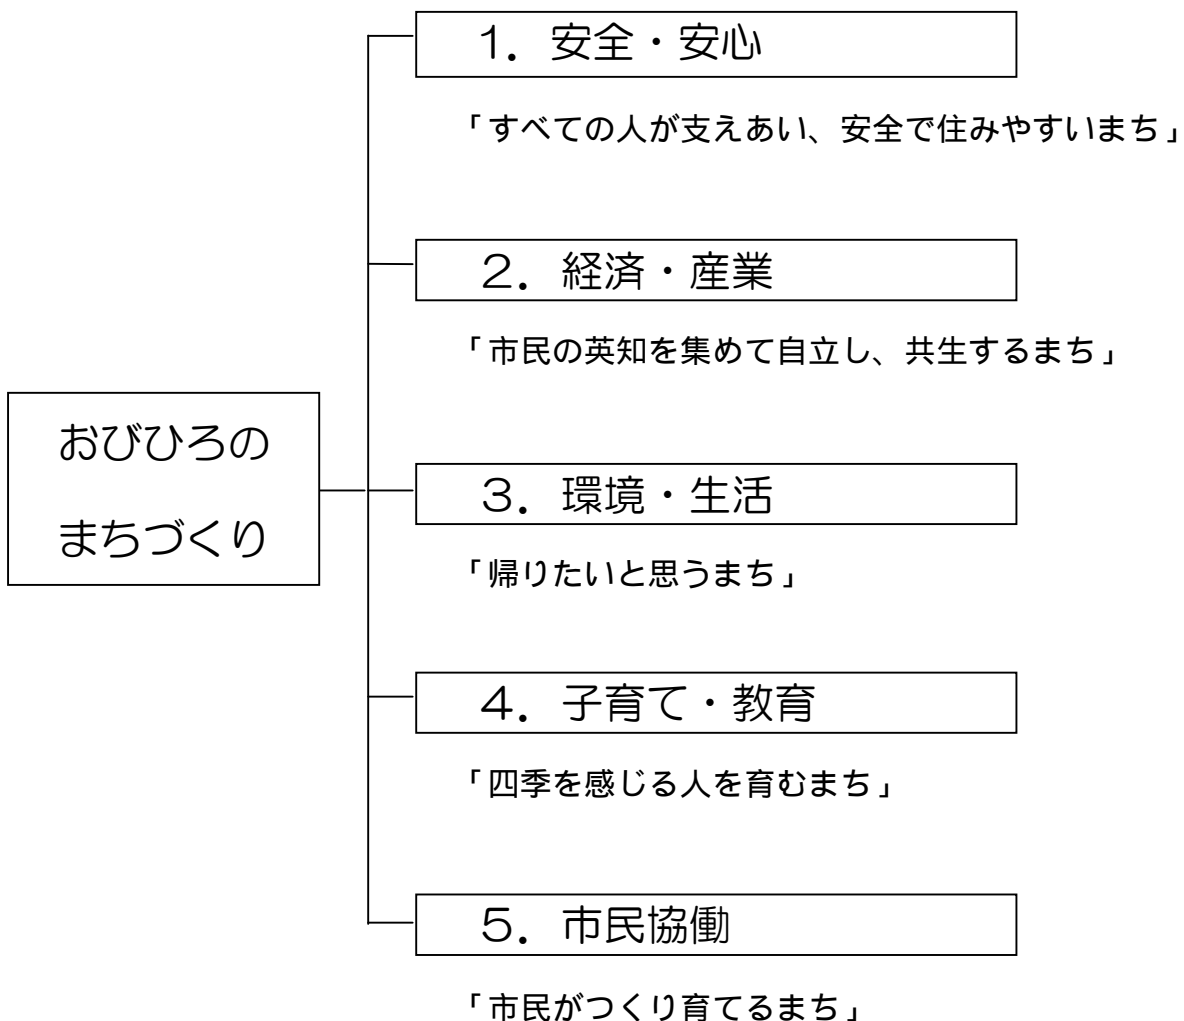 1．安全・安心
「すべての人が支えあい、安全で住みやすいまち」
2．経済・産業
「市民の英知を集めて自立し、共生するまち」
おびひろの
まちづくり
3．環境・生活
「帰りたいと思うまち」
4．子育て・教育
「四季を感じる人を育むまち」
5．市民協働
「市民がつくり育てるまち」